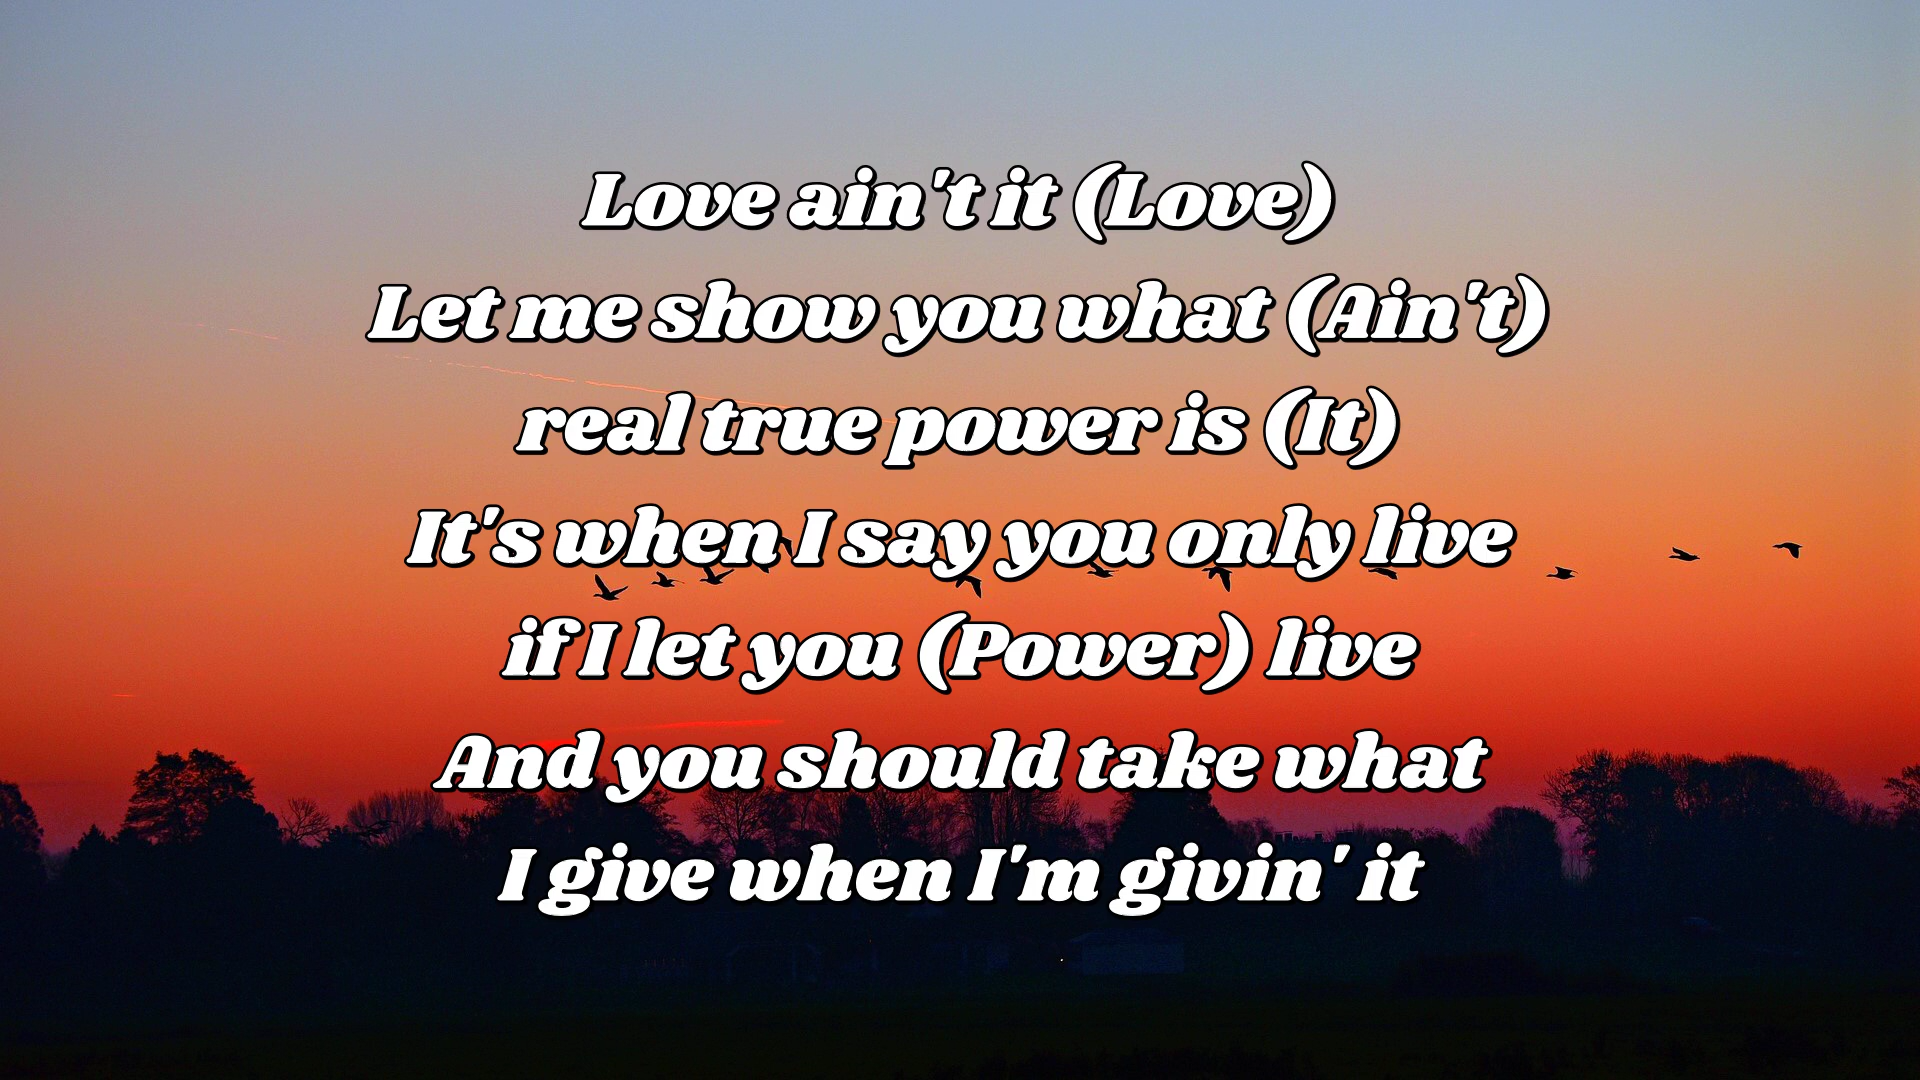 Love ain't it (Love)
Let me show you what (Ain't)
real true power is (It)
It's when I say you only live
if I let you (Power) live
And you should take what
I give when I'm givin' it